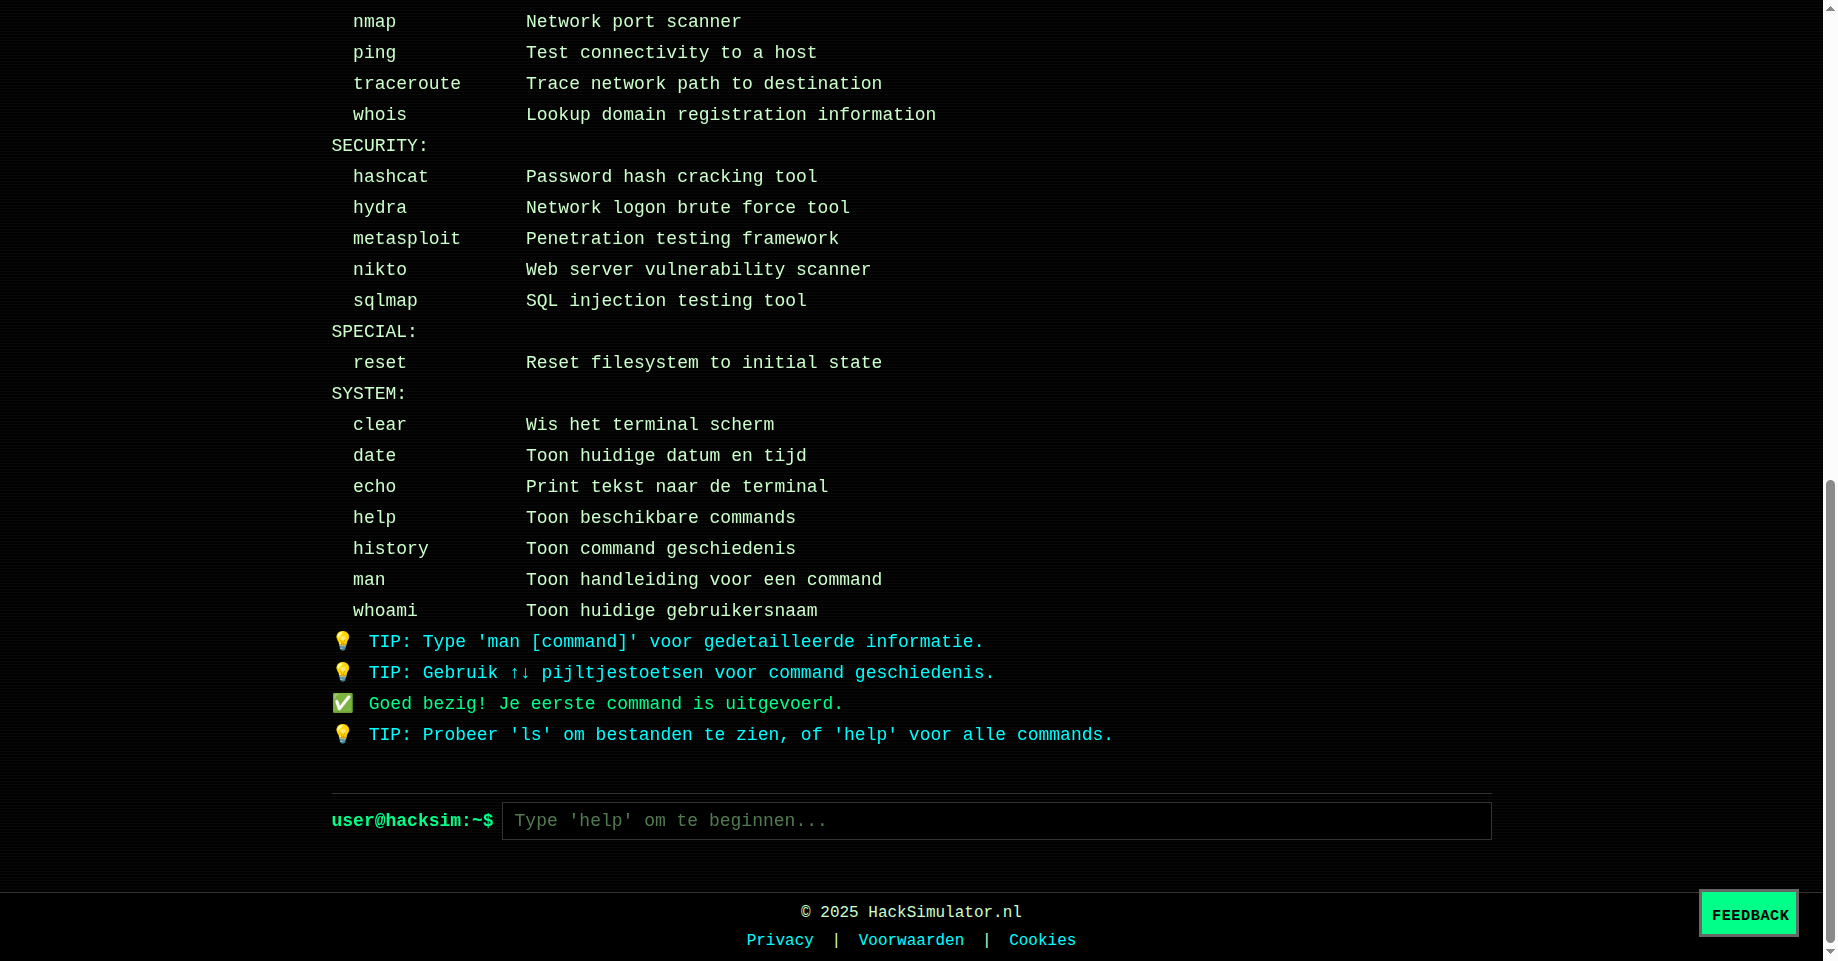 nmap Network port scanner
ping Test connectivity to a host
traceroute Trace network path to destination
whois Lookup domain registration information
SECURITY:
hashcat Password hash cracking tool
hydra Network logon brute force tool
metasploit Penetration testing framework
nikto Web server vulnerability scanner
sqlmap SQL injection testing tool
SPECIAL:
reset Reset filesystem to initial state
SYSTEM:
clear Wis het terminal scherm
date Toon huidige datum en tijd
echo Print tekst naar de terminal
help Toon beschikbare commands
history Toon command geschiedenis
man Toon handleiding voor een command
whoami Toon huidige gebruikersnaam
💡 TIP: Type 'man [command]' voor gedetailleerde informatie.
💡 TIP: Gebruik ↑↓ pijltjestoetsen voor command geschiedenis.
✅ Goed bezig! Je eerste command is uitgevoerd.
💡 TIP: Probeer 'ls' om bestanden te zien, of 'help' voor alle commands.
user@hacksim:~$ Type 'help' om te beginnen...
© 2025 HackSimulator.nl
FEEDBACK
Privacy | Voorwaarden | Cookies